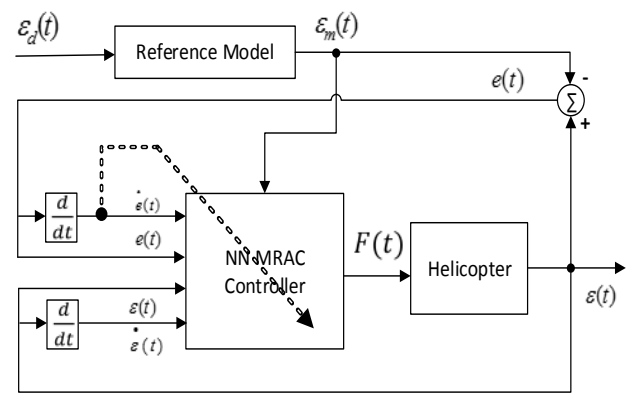 ε_d(t)
Reference Model
ε_m(t)
-
e(t)
Σ
+
d/dt
ė(t)
e(t)
NN MRAC
Controller
F(t)
Helicopter
ε(t)
d/dt
ε(t)
ε̇(t)